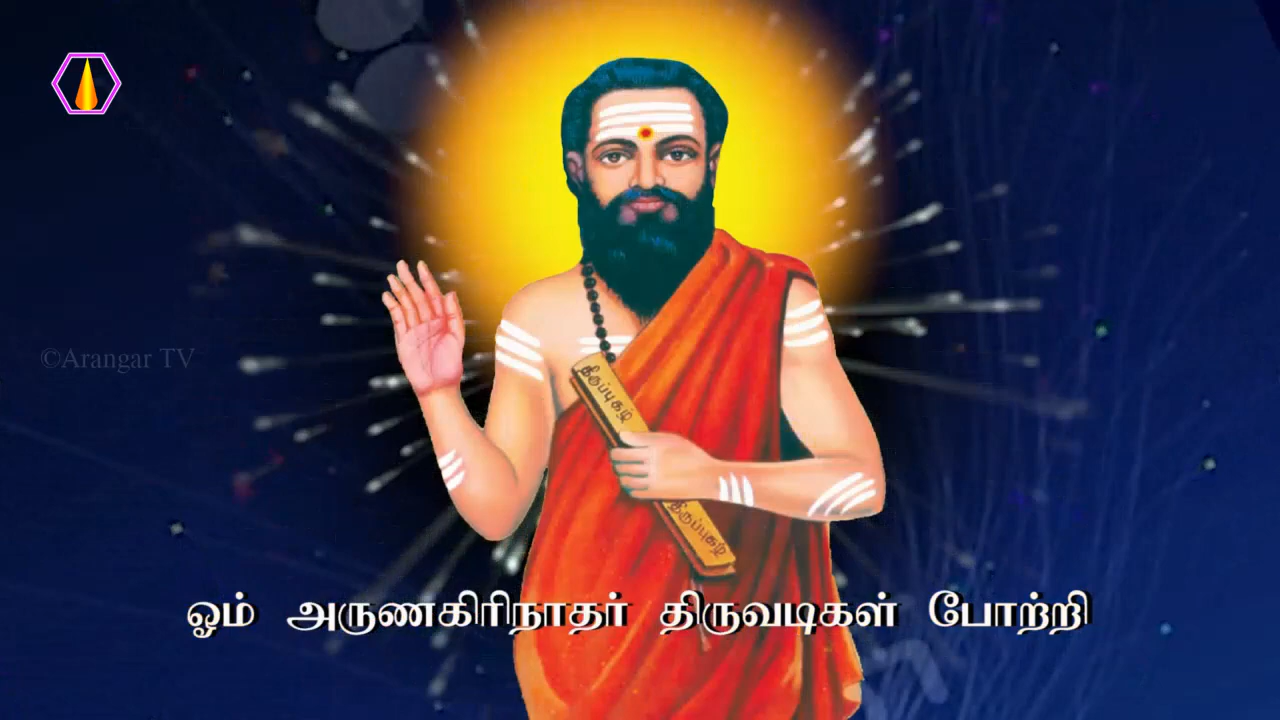 ©Arangar TV
திருப்புகழ்
திருப்புகழ்
ஓம் அருணகிரிநாதர் திருவடிகள் போற்றி